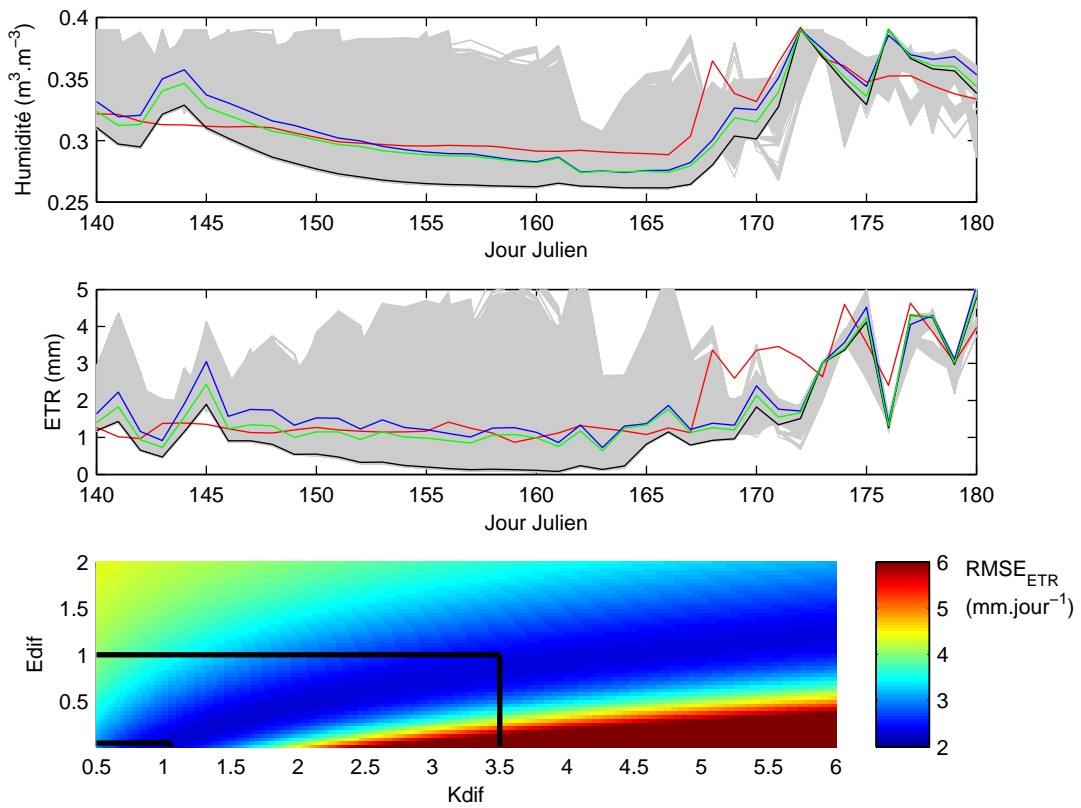 0.4
0.35
0.3
0.25
Humidité (m³.m⁻³)
140 145 150 155 160 165 170 175 180
Jour Julien
5
4
3
2
1
0
ETR (mm)
140 145 150 155 160 165 170 175 180
Jour Julien
2
1.5
1
0.5
Edif
0.5 1 1.5 2 2.5 3 3.5 4 4.5 5 5.5 6
Kdif
6
5
4
3
2
RMSE_ETR
(mm.jour⁻¹)